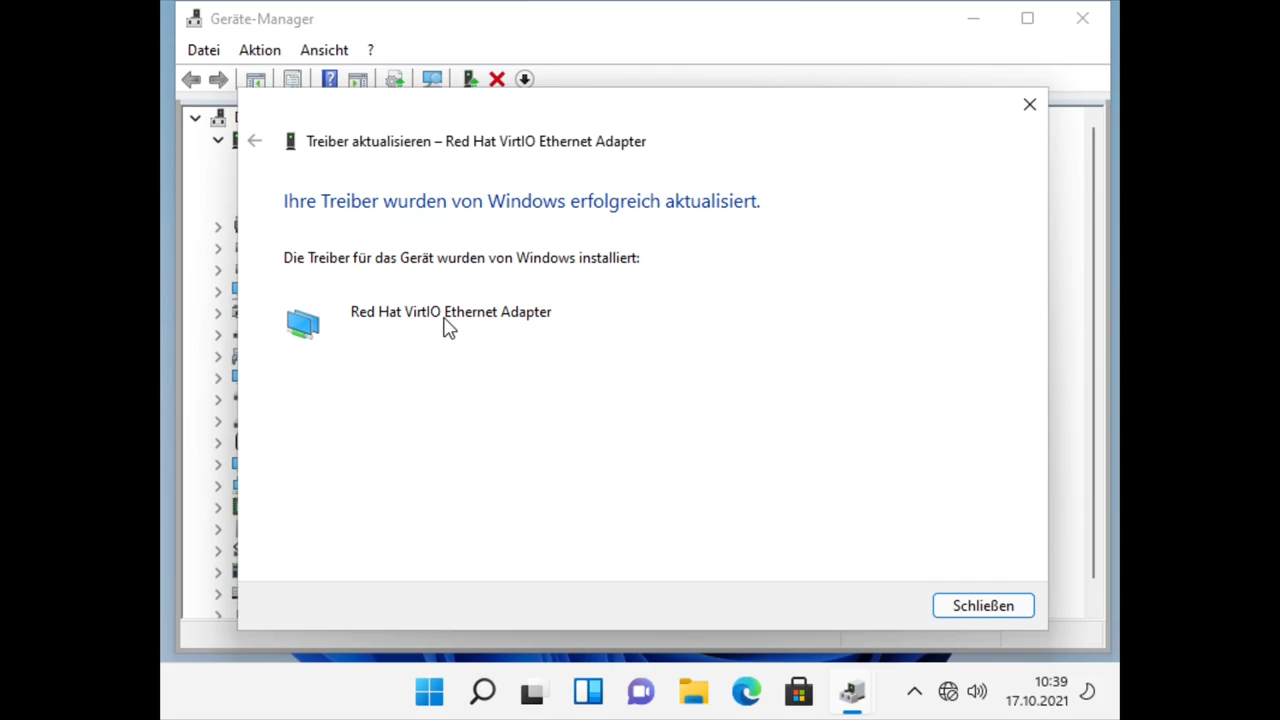 Geräte-Manager
Datei Aktion Ansicht ?
Treiber aktualisieren – Red Hat VirtIO Ethernet Adapter
Ihre Treiber wurden von Windows erfolgreich aktualisiert.
Die Treiber für das Gerät wurden von Windows installiert:
Red Hat VirtIO Ethernet Adapter
Schließen
10:39
17.10.2021